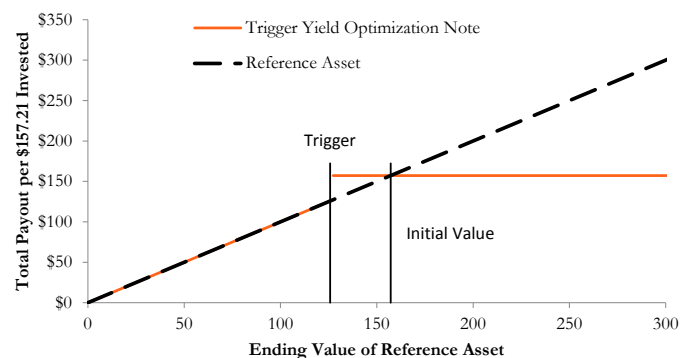 Total Payout per $157.21 Invested
$350
$300
$250
$200
$150
$100
$50
$0
Trigger Yield Optimization Note
Reference Asset
Trigger
Initial Value
0
50
100
150
200
250
300
Ending Value of Reference Asset